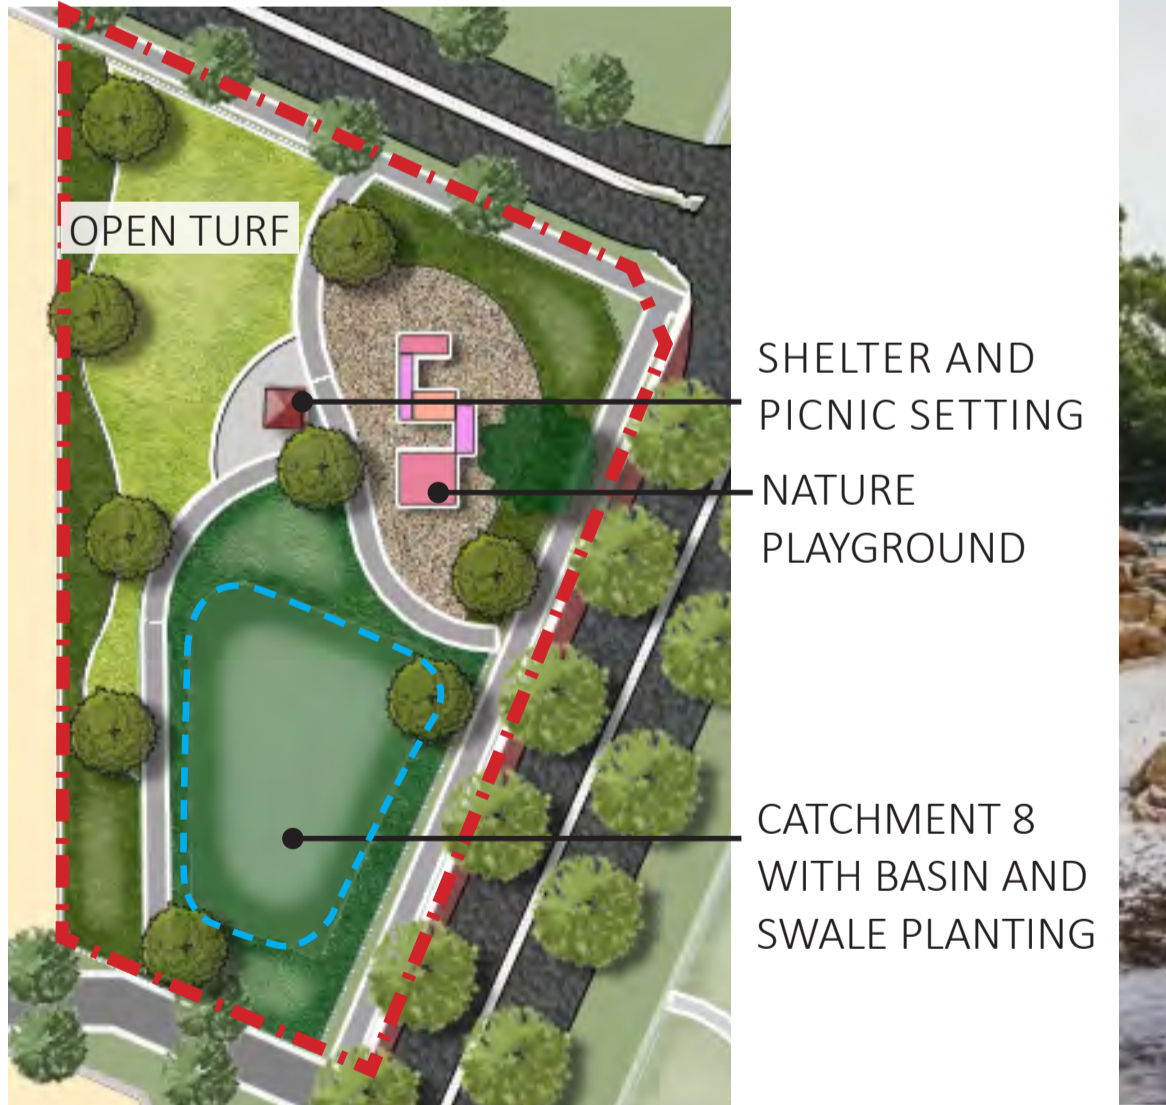 OPEN TURF
SHELTER AND
PICNIC SETTING
NATURE
PLAYGROUND
CATCHMENT 8
WITH BASIN AND
SWALE PLANTING